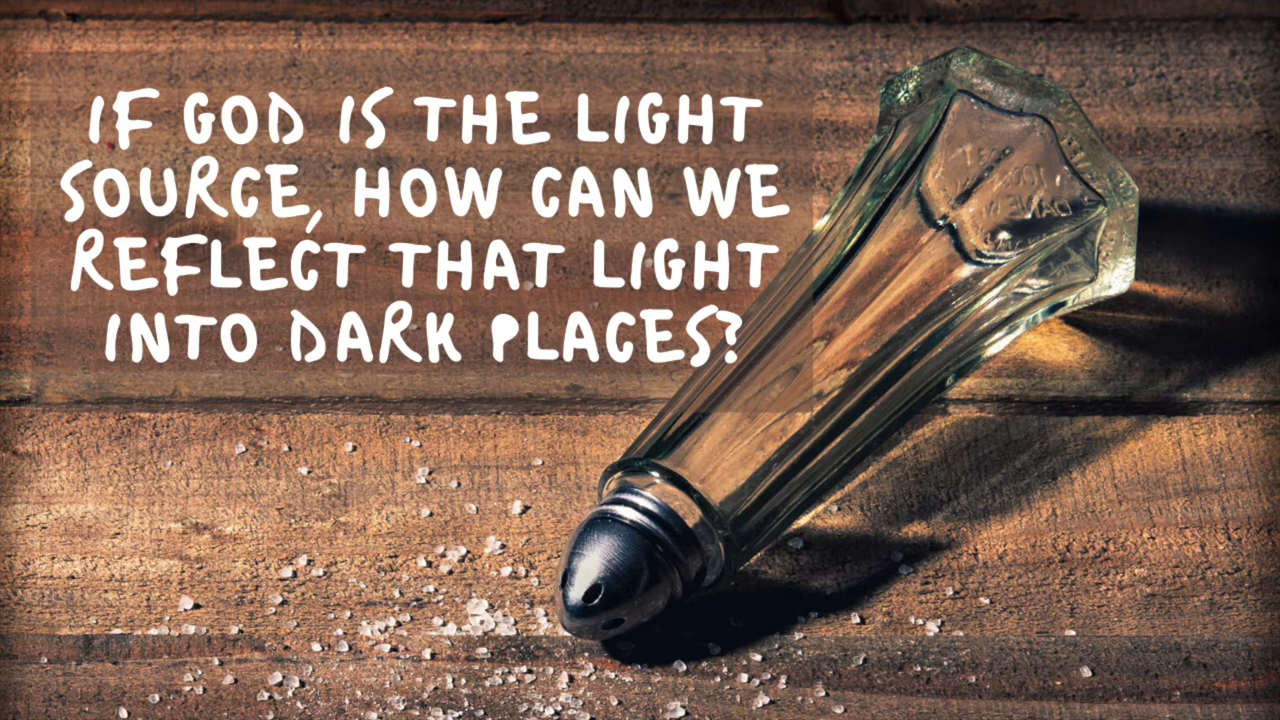 IF GOD IS THE LIGHT
SOURCE, HOW CAN WE
REFLECT THAT LIGHT
INTO DARK PLACES?